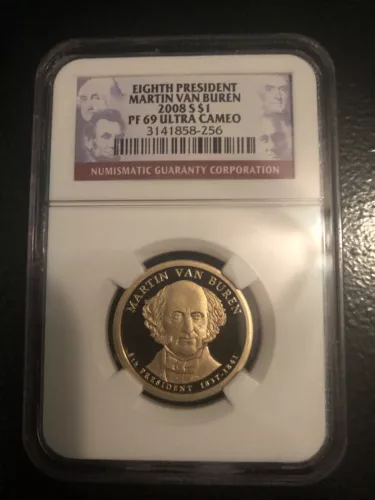 EIGHTH PRESIDENT
MARTIN VAN BUREN
2008 S $1
PF 69 ULTRA CAMEO
3141858-256
NUMISMATIC GUARANTY CORPORATION
MARTIN VAN BUREN
8TH PRESIDENT 1837-1841